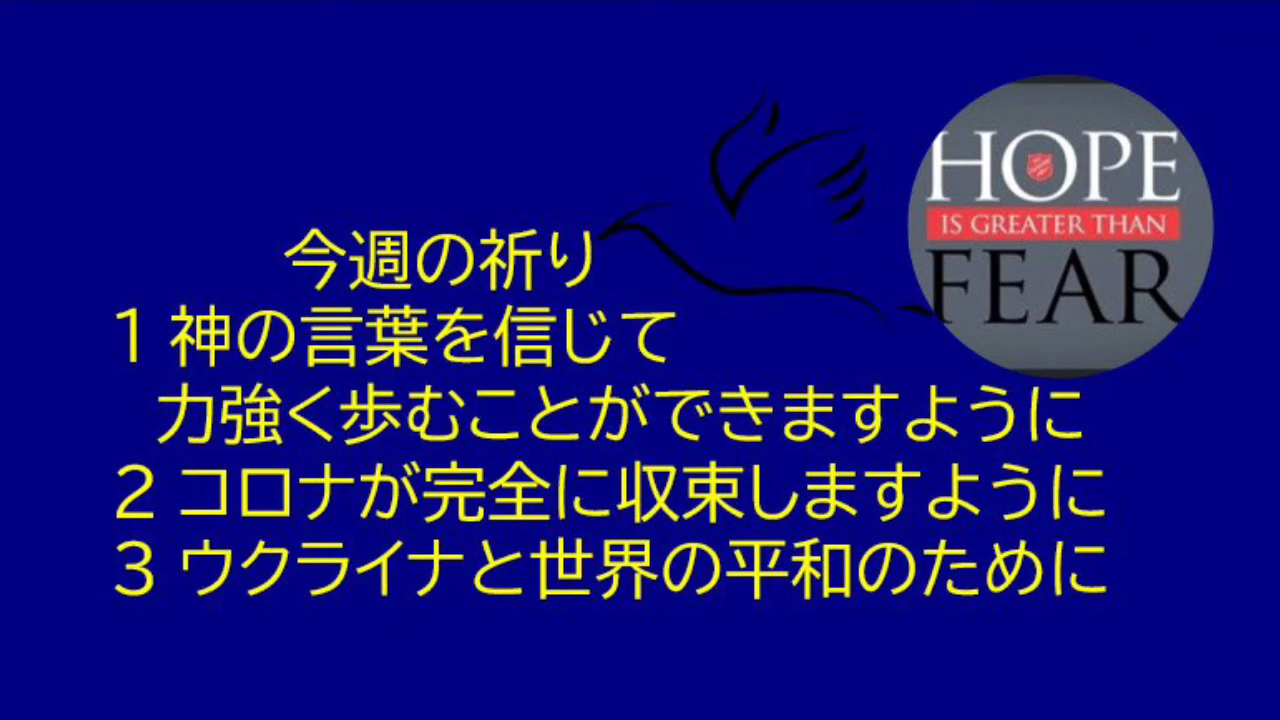 HOPE
IS GREATER THAN
FEAR
今週の祈り
1 神の言葉を信じて
力強く歩むことができますように
2 コロナが完全に収束しますように
3 ウクライナと世界の平和のために